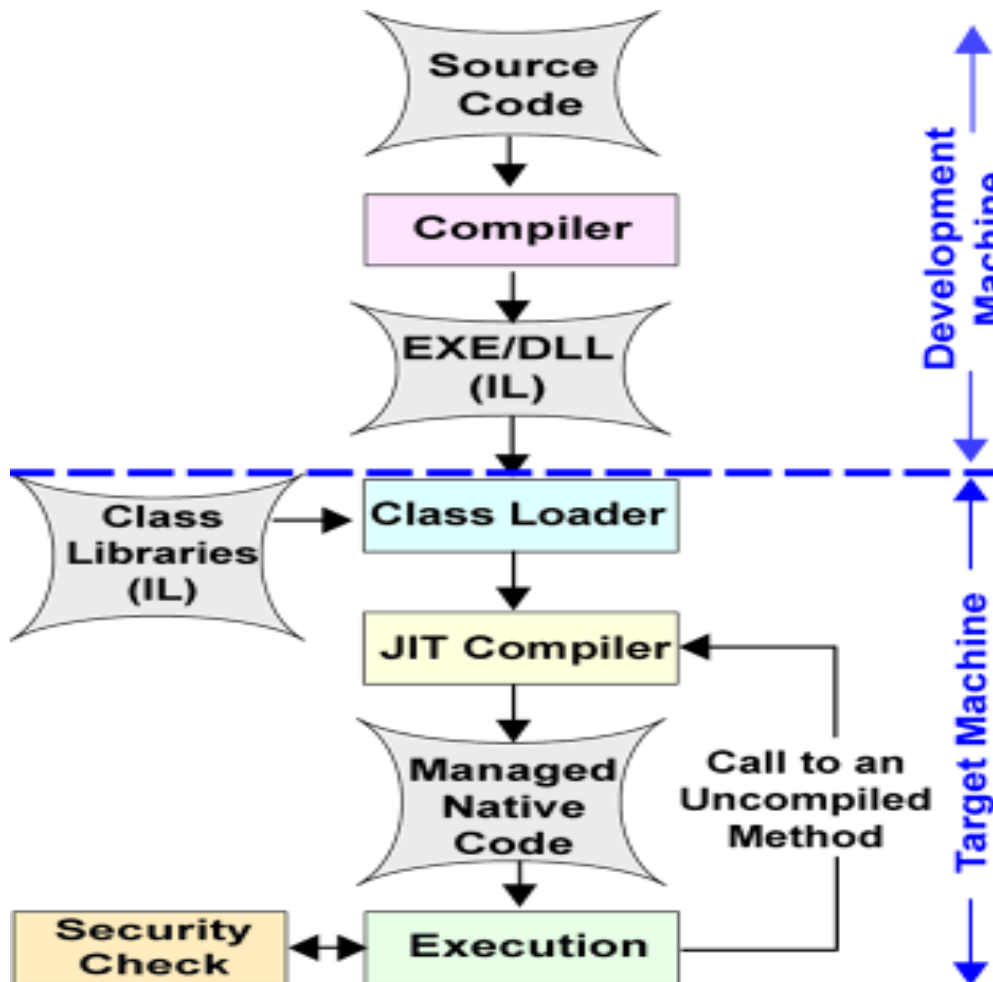 Source
Code
Compiler
EXE/DLL
(IL)
Development
Machine
Class
Libraries
(IL)
Class Loader
JIT Compiler
Managed
Native
Code
Call to an
Uncompiled
Method
Target Machine
Security
Check
Execution